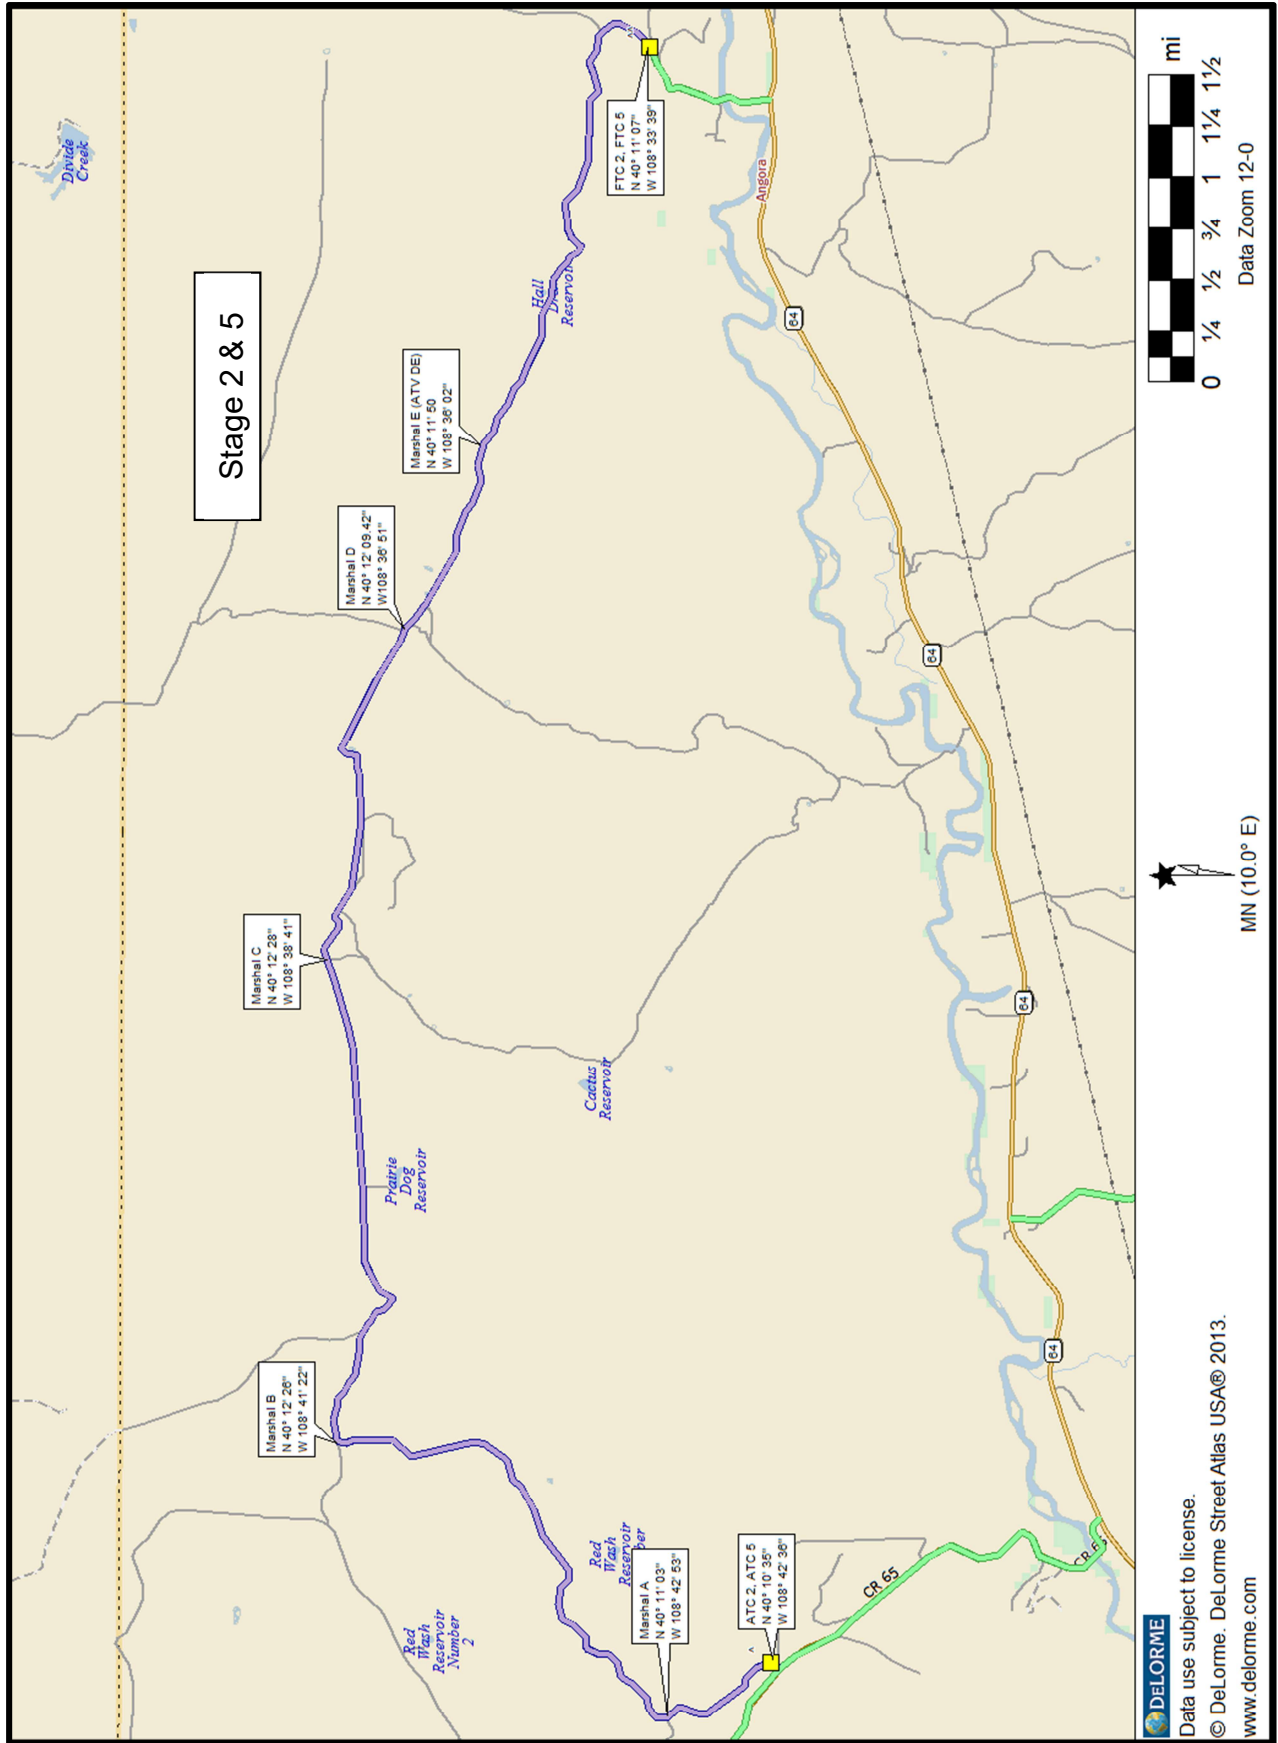 Stage 2 & 5
Divide
Creek
Marshal B
N 40° 12' 26"
W 108° 41' 22"
Marshal C
N 40° 12' 28"
W 108° 38' 41"
Marshal D
N 40° 12' 09.42"
W108° 36' 51"
Marshal E (ATV DE)
N 40° 11' 50
W 108° 36' 02"
Hall
Reservoir
FTC 2, FTC 5
N 40° 11' 07"
W 108° 33' 39"
Angora
Red
Wash
Reservoir
Number
2
Prairie
Dog
Reservoir
Cactus
Reservoir
Red
Wash
Reservoir
ber
Marshal A
N 40° 11' 03"
W 108° 42' 53"
ATC 2, ATC 5
N 40° 10' 35"
W 108° 42' 36"
CR 65
CR 65
64
64
64
64
DELORME
Data use subject to license.
© DeLorme. DeLorme Street Atlas USA® 2013.
www.delorme.com
MN (10.0° E)
mi
0 ¼ ½ ¾ 1 1¼ 1½
Data Zoom 12-0